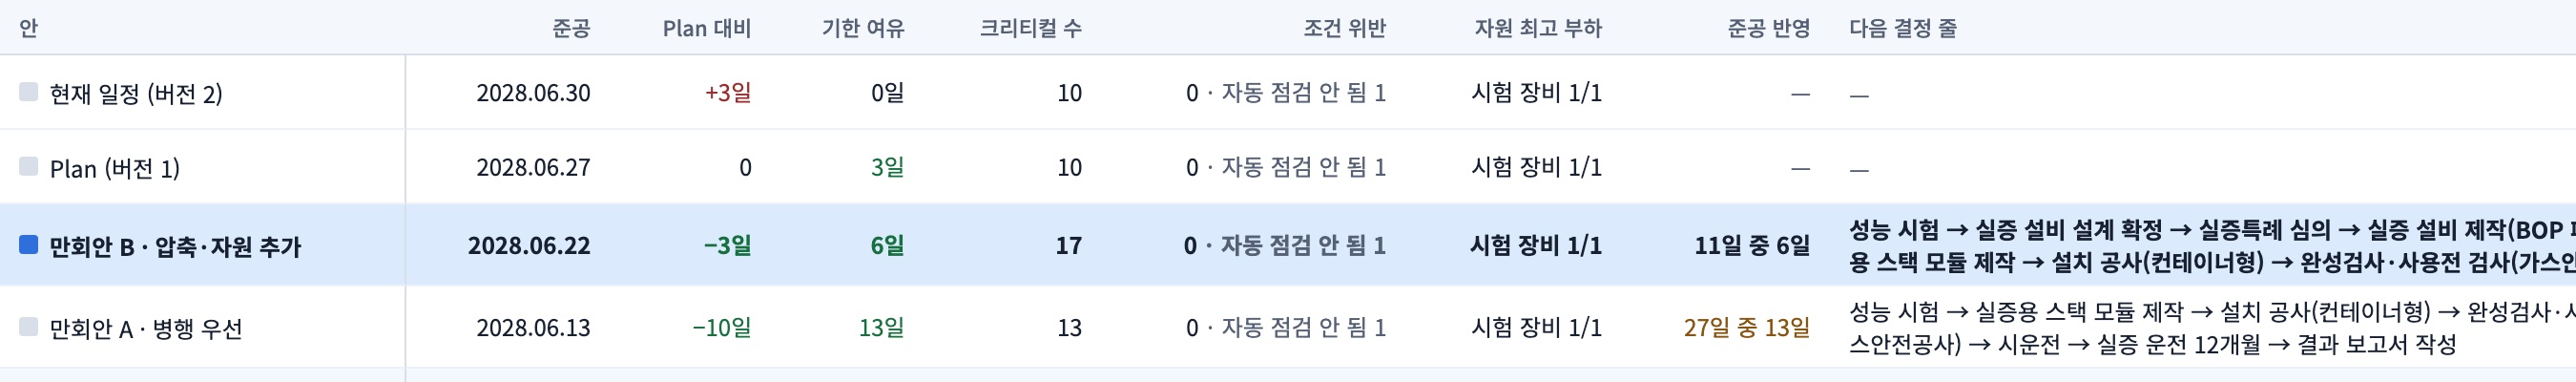 안 준공 Plan 대비 기한 여유 크리티컬 수 조건 위반 자원 최고 부하 준공 반영 다음 결정 줄
현재 일정 (버전 2) 2028.06.30 +3일 0일 10 0 · 자동 점검 안 됨 1 시험 장비 1/1 — —
Plan (버전 1) 2028.06.27 0 3일 10 0 · 자동 점검 안 됨 1 시험 장비 1/1 — —
만회안 B · 압축·자원 추가 2028.06.22 −3일 6일 17 0 · 자동 점검 안 됨 1 시험 장비 1/1 11일 중 6일 성능 시험 → 실증 설비 설계 확정 → 실증특례 심의 → 실증 설비 제작(BOP
용 스택 모듈 제작 → 설치 공사(컨테이너형) → 완성검사·사용전 검사(가스
만회안 A · 병행 우선 2028.06.13 −10일 13일 13 0 · 자동 점검 안 됨 1 시험 장비 1/1 27일 중 13일 성능 시험 → 실증용 스택 모듈 제작 → 설치 공사(컨테이너형) → 완성검사·
스안전공사) → 시운전 → 실증 운전 12개월 → 결과 보고서 작성